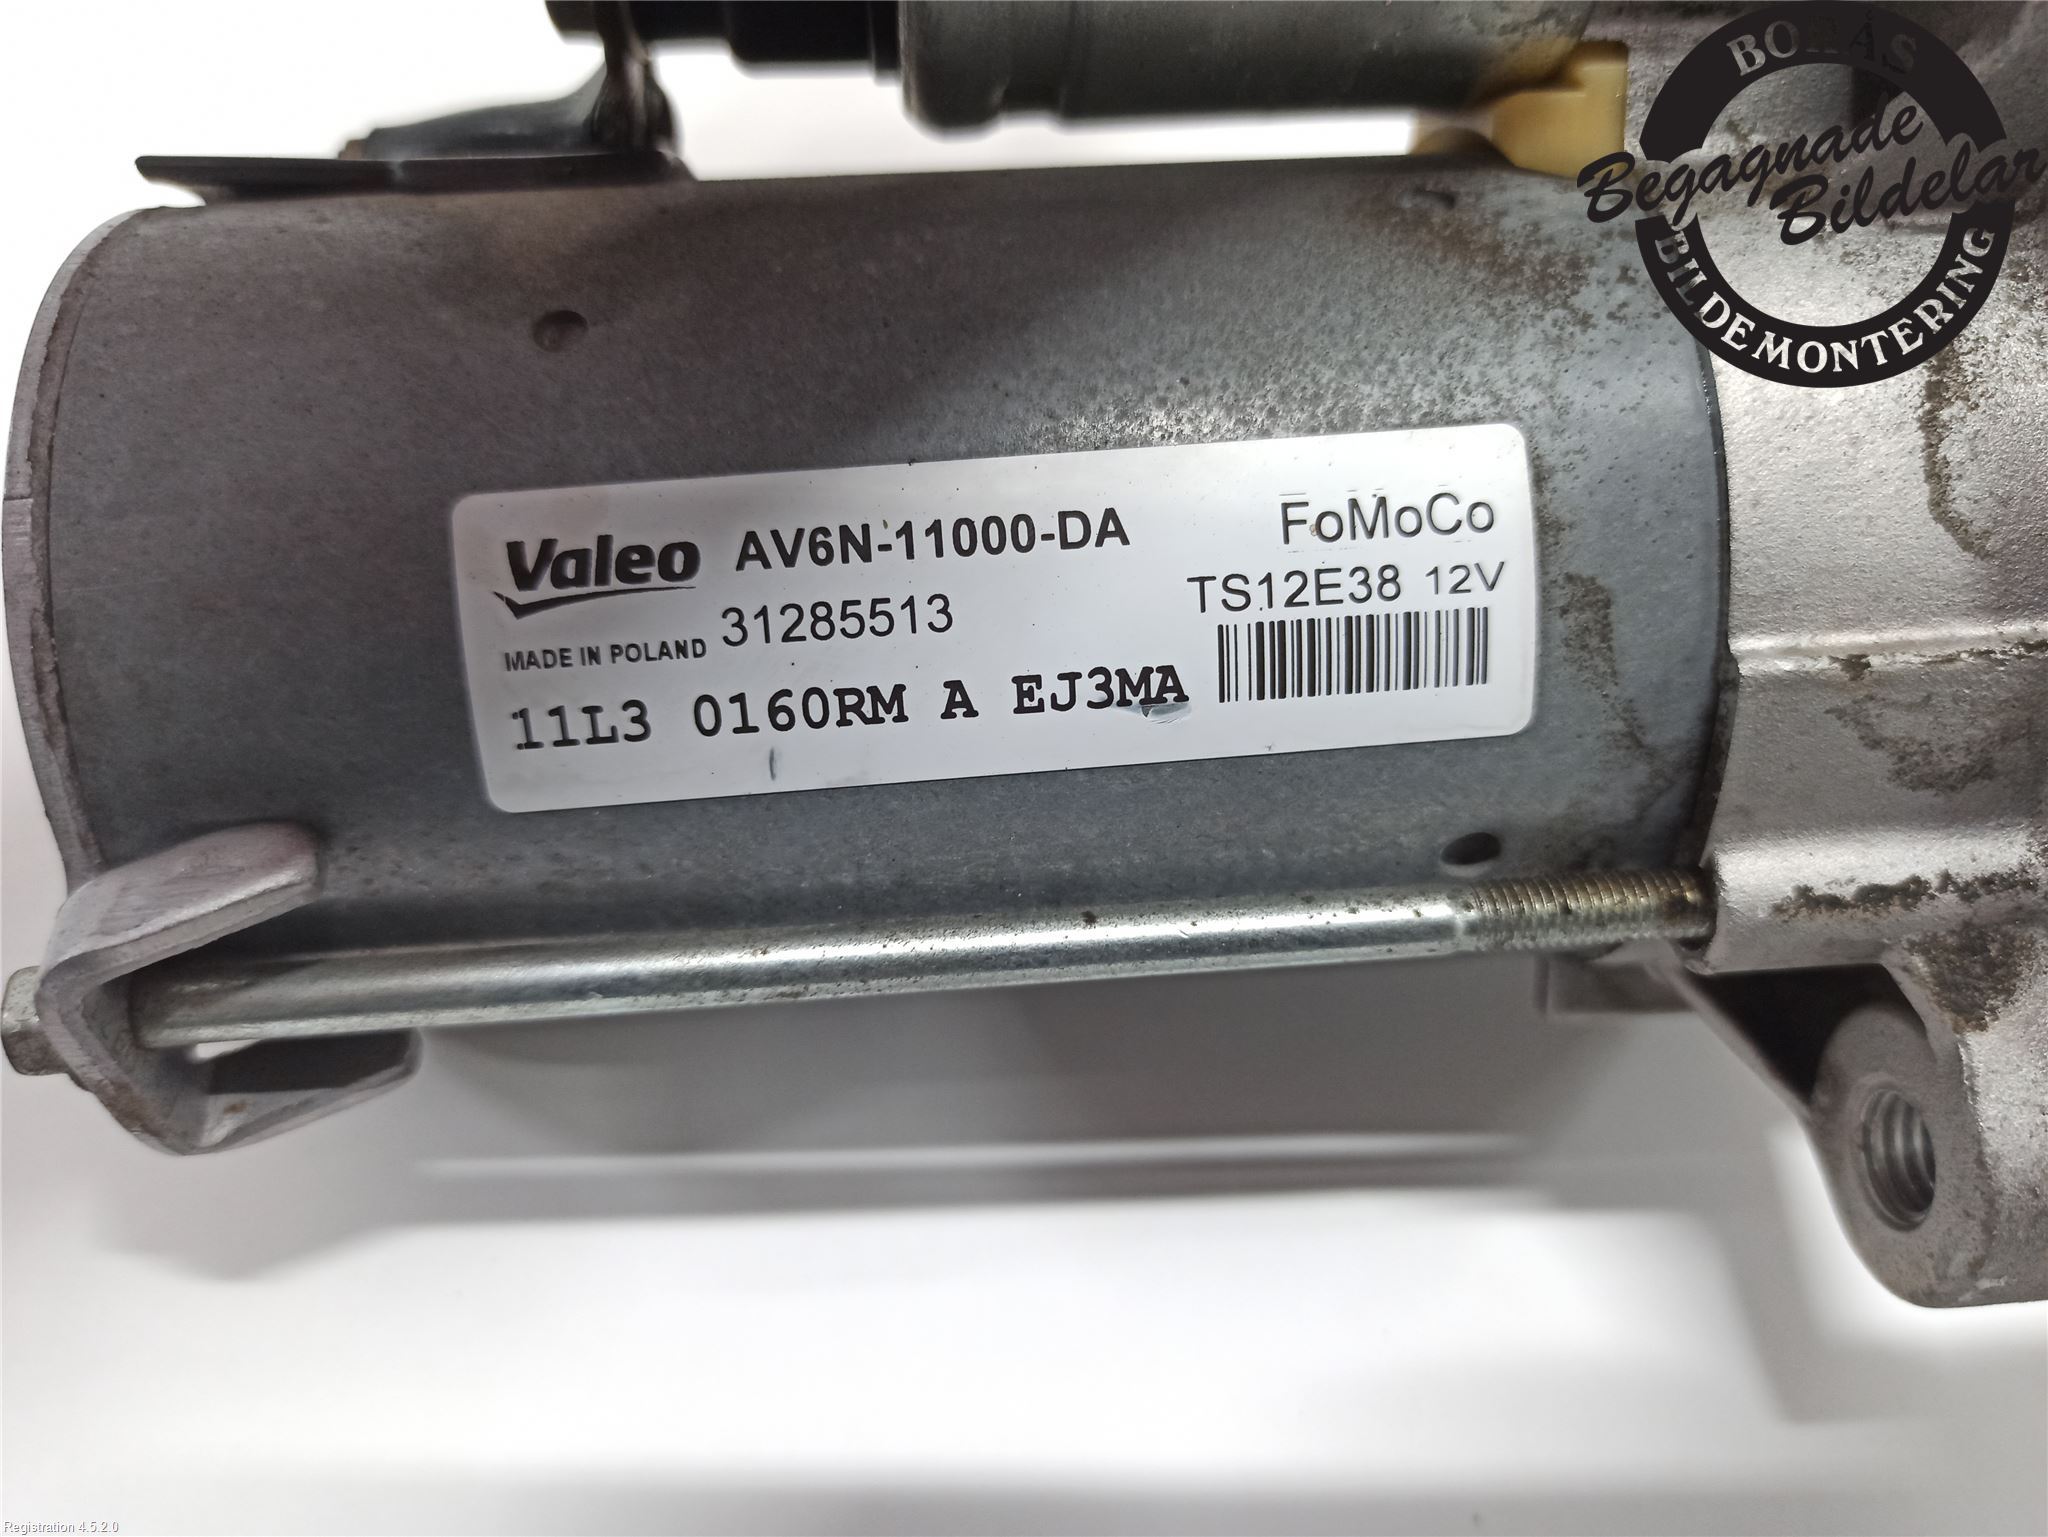 BORÅS
Begagnade
Bildelar
BILDEMONTERING
Valeo AV6N-11000-DA FoMoCo
31285513 TS12E38 12V
MADE IN POLAND
11L3 0160RM A EJ3MA
Registration 4.5.2.0